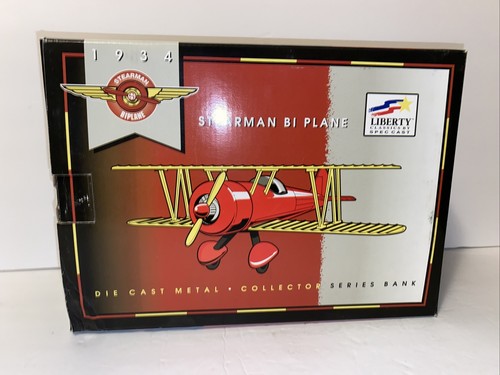 1934
STEARMAN
BIPLANE
STEARMAN BI PLANE
LIBERTY
CLASSICS BY
SPEC CAST
DIE CAST METAL • COLLECTOR SERIES BANK